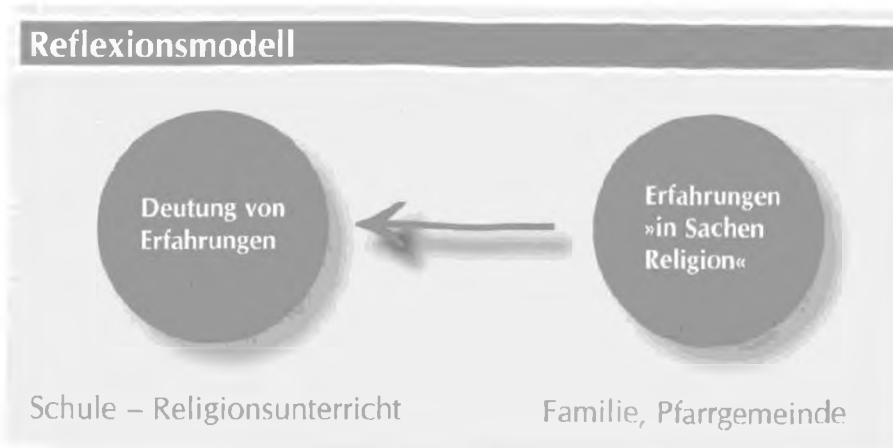 Reflexionsmodell
Deutung von
Erfahrungen
Erfahrungen
»in Sachen
Religion«
Schule – Religionsunterricht
Familie, Pfarrgemeinde